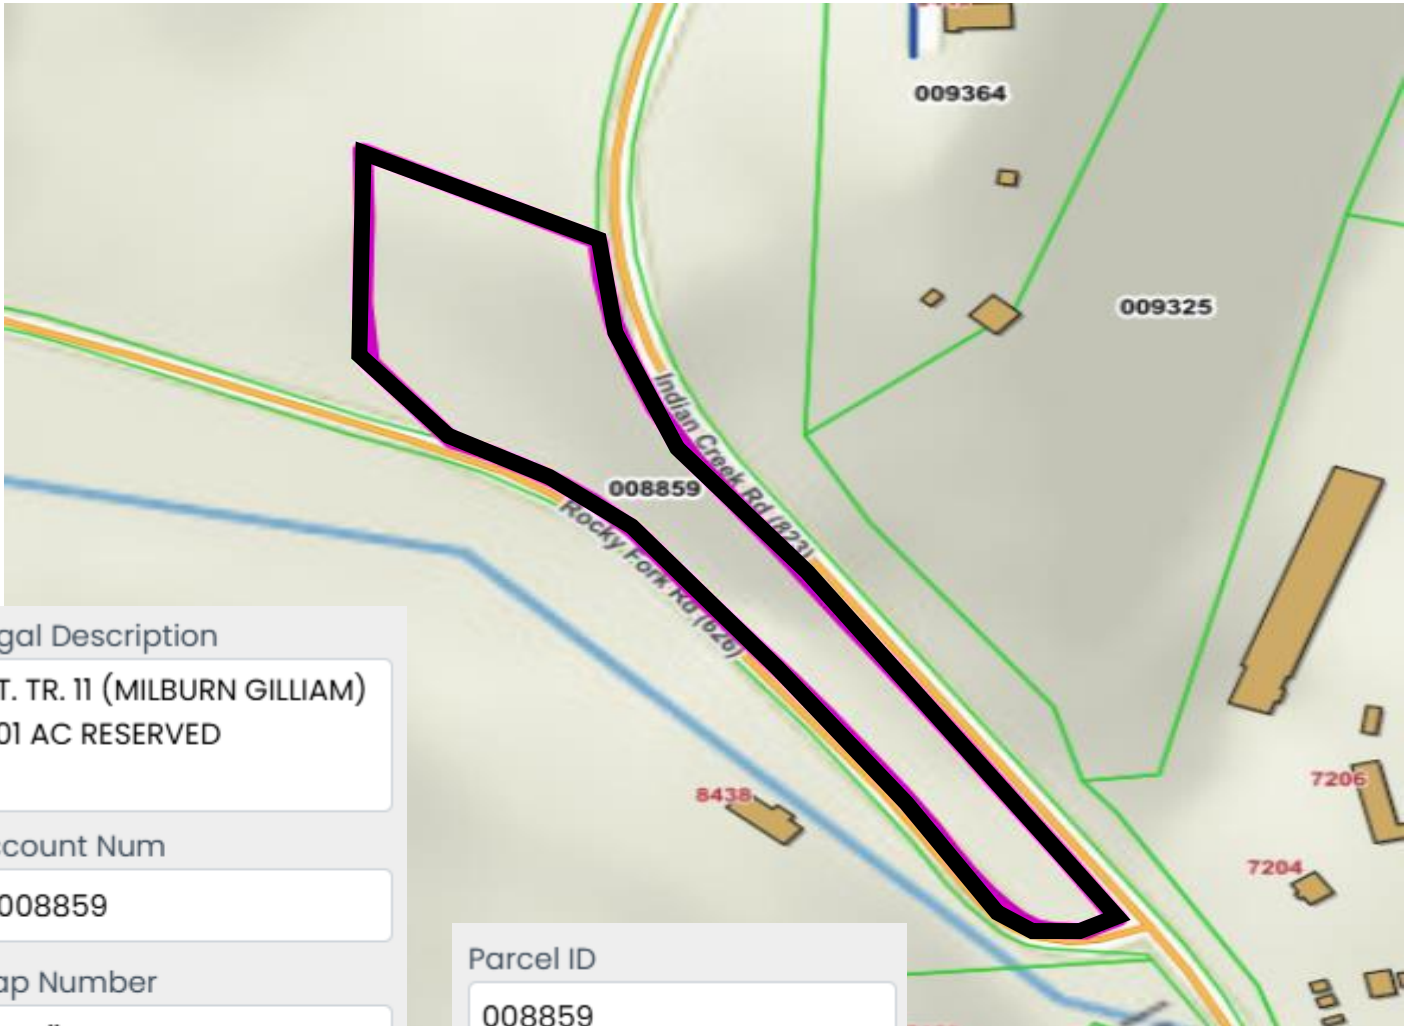 009364
009325
Indian Creek Rd (823)
008859
Rocky Fork Rd (626)
gal Description
T. TR. 11 (MILBURN GILLIAM)
01 AC RESERVED
8438
7206
ccount Num
008859
7204
Parcel ID
ap Number
008859